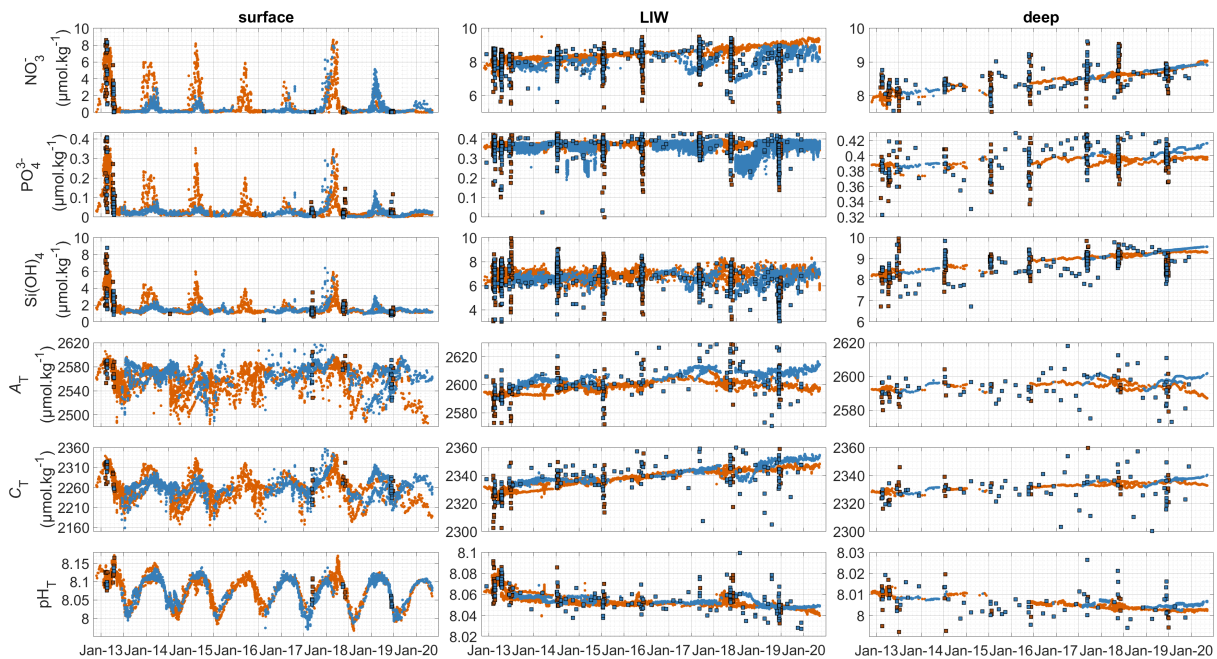 surface LIW deep
NO₃⁻ (μmol.kg⁻¹)
10 8 6 4 2 0
10 9 8 7 6 5
9 8
PO₄³⁻ (μmol.kg⁻¹)
0.4 0.3 0.2 0.1 0
0.4 0.3 0.2 0.1 0
0.42 0.4 0.38 0.36 0.34 0.32
Si(OH)₄ (μmol.kg⁻¹)
10 8 6 4 2 0
10 8 6 4 3
10 9 8 7 6
A_T (μmol.kg⁻¹)
2620 2580 2540 2500
2620 2600 2580
2620 2600 2580
C_T (μmol.kg⁻¹)
2360 2310 2260 2210 2160
2360 2340 2320 2300
2360 2340 2320 2300
pH_T
8.15 8.1 8.05 8
8.1 8.08 8.06 8.04 8.02
8.03 8.02 8.01 8
Jan-13 Jan-14 Jan-15 Jan-16 Jan-17 Jan-18 Jan-19 Jan-20
Jan-13 Jan-14 Jan-15 Jan-16 Jan-17 Jan-18 Jan-19 Jan-20
Jan-13 Jan-14 Jan-15 Jan-16 Jan-17 Jan-18 Jan-19 Jan-20